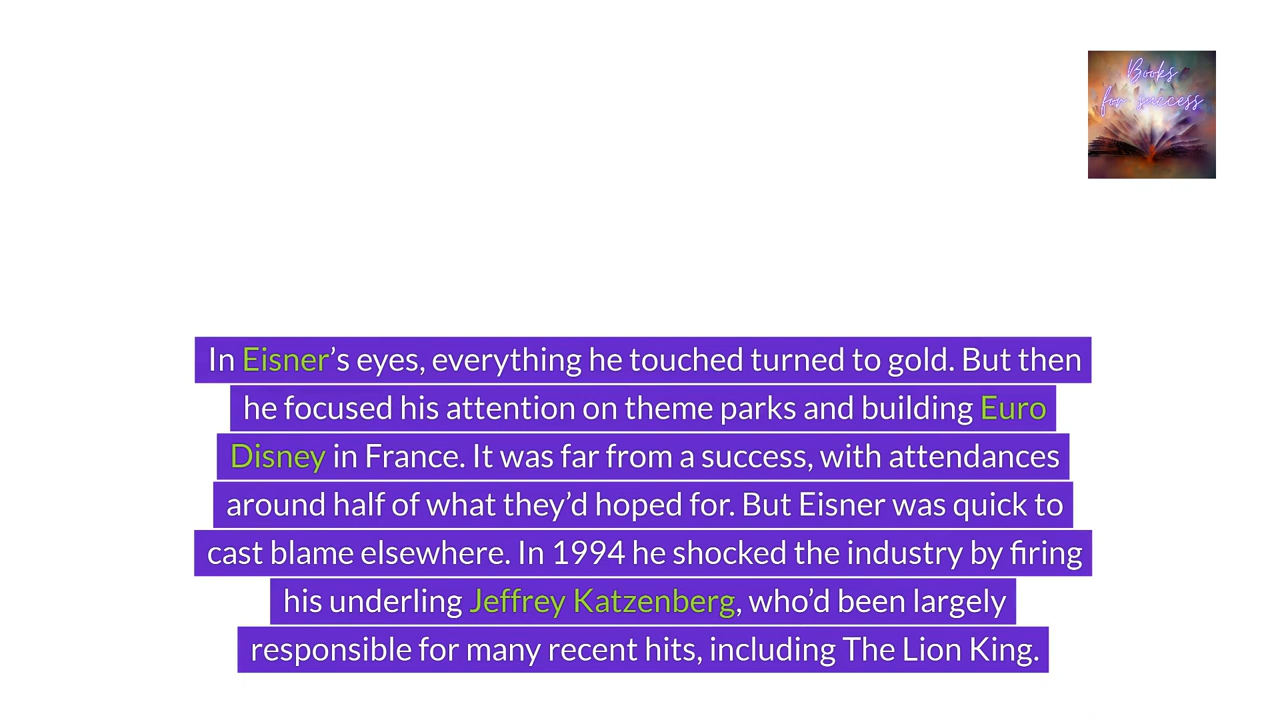 Books
for success
In Eisner’s eyes, everything he touched turned to gold. But then
he focused his attention on theme parks and building Euro
Disney in France. It was far from a success, with attendances
around half of what they’d hoped for. But Eisner was quick to
cast blame elsewhere. In 1994 he shocked the industry by firing
his underling Jeffrey Katzenberg, who’d been largely
responsible for many recent hits, including The Lion King.